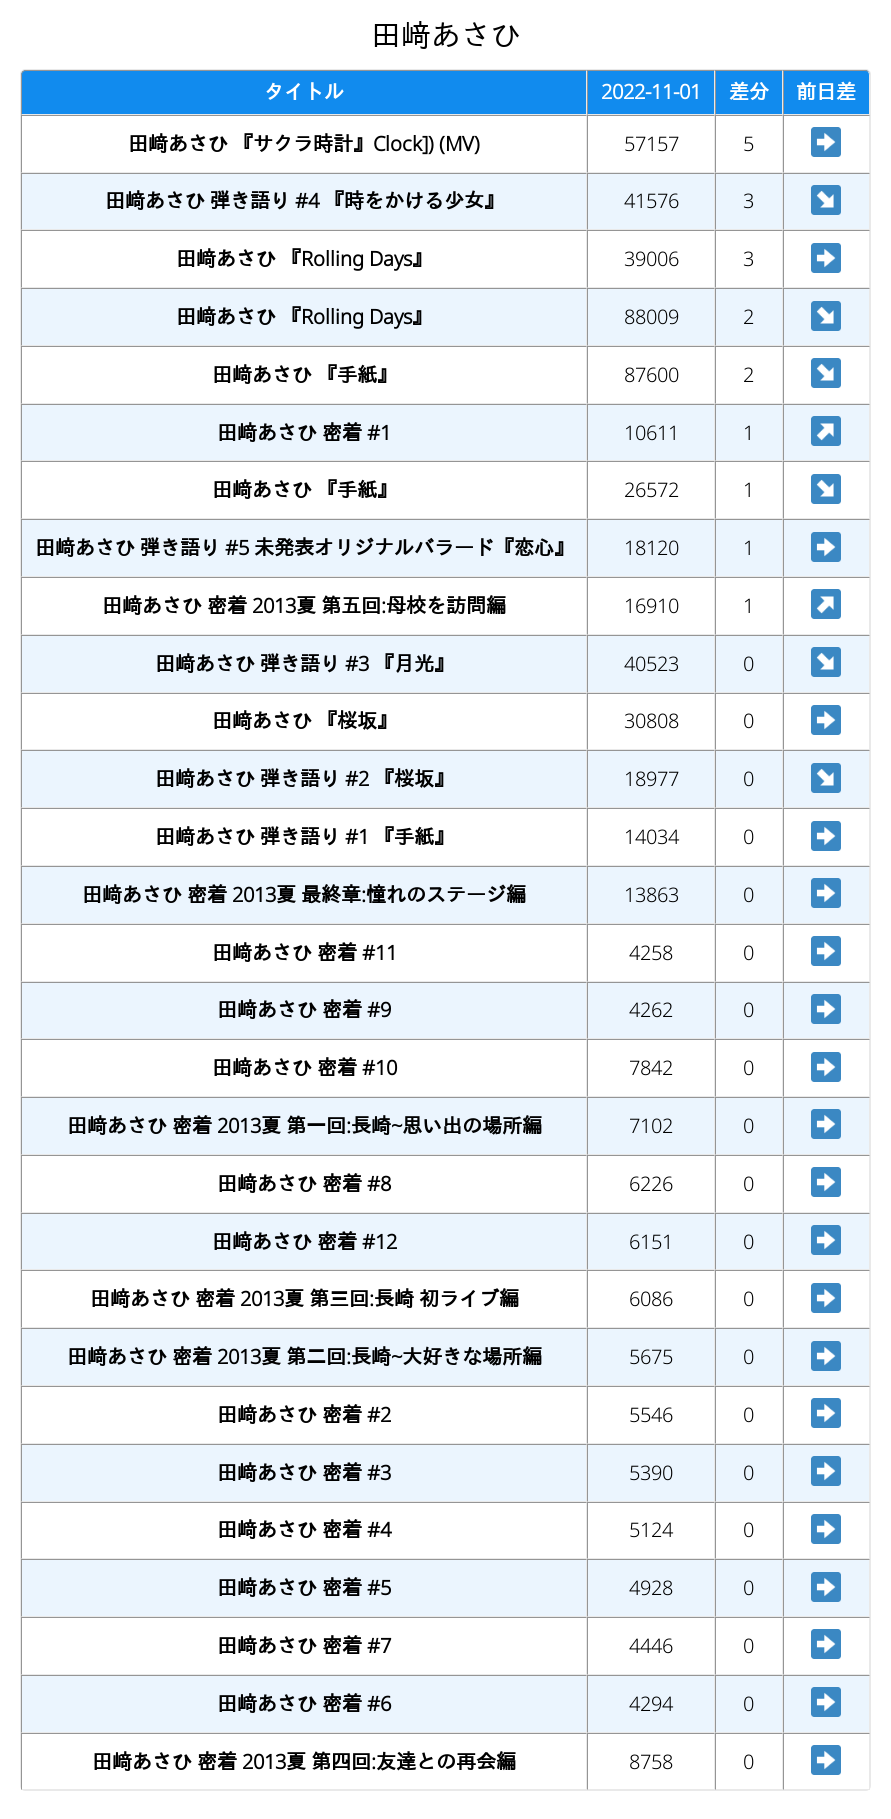 田﨑あさひ
タイトル 2022-11-01 差分 前日差
田﨑あさひ 『サクラ時計』Clock]) (MV) 57157 5 ➡
田﨑あさひ 弾き語り #4 『時をかける少女』 41576 3 ↘
田﨑あさひ 『Rolling Days』 39006 3 ➡
田﨑あさひ 『Rolling Days』 88009 2 ↘
田﨑あさひ 『手紙』 87600 2 ↘
田﨑あさひ 密着 #1 10611 1 ↗
田﨑あさひ 『手紙』 26572 1 ↘
田﨑あさひ 弾き語り #5 未発表オリジナルバラード『恋心』 18120 1 ➡
田﨑あさひ 密着 2013夏 第五回:母校を訪問編 16910 1 ↗
田﨑あさひ 弾き語り #3 『月光』 40523 0 ↘
田﨑あさひ 『桜坂』 30808 0 ➡
田﨑あさひ 弾き語り #2 『桜坂』 18977 0 ↘
田﨑あさひ 弾き語り #1 『手紙』 14034 0 ➡
田﨑あさひ 密着 2013夏 最終章:憧れのステージ編 13863 0 ➡
田﨑あさひ 密着 #11 4258 0 ➡
田﨑あさひ 密着 #9 4262 0 ➡
田﨑あさひ 密着 #10 7842 0 ➡
田﨑あさひ 密着 2013夏 第一回:長崎~思い出の場所編 7102 0 ➡
田﨑あさひ 密着 #8 6226 0 ➡
田﨑あさひ 密着 #12 6151 0 ➡
田﨑あさひ 密着 2013夏 第三回:長崎 初ライブ編 6086 0 ➡
田﨑あさひ 密着 2013夏 第二回:長崎~大好きな場所編 5675 0 ➡
田﨑あさひ 密着 #2 5546 0 ➡
田﨑あさひ 密着 #3 5390 0 ➡
田﨑あさひ 密着 #4 5124 0 ➡
田﨑あさひ 密着 #5 4928 0 ➡
田﨑あさひ 密着 #7 4446 0 ➡
田﨑あさひ 密着 #6 4294 0 ➡
田﨑あさひ 密着 2013夏 第四回:友達との再会編 8758 0 ➡